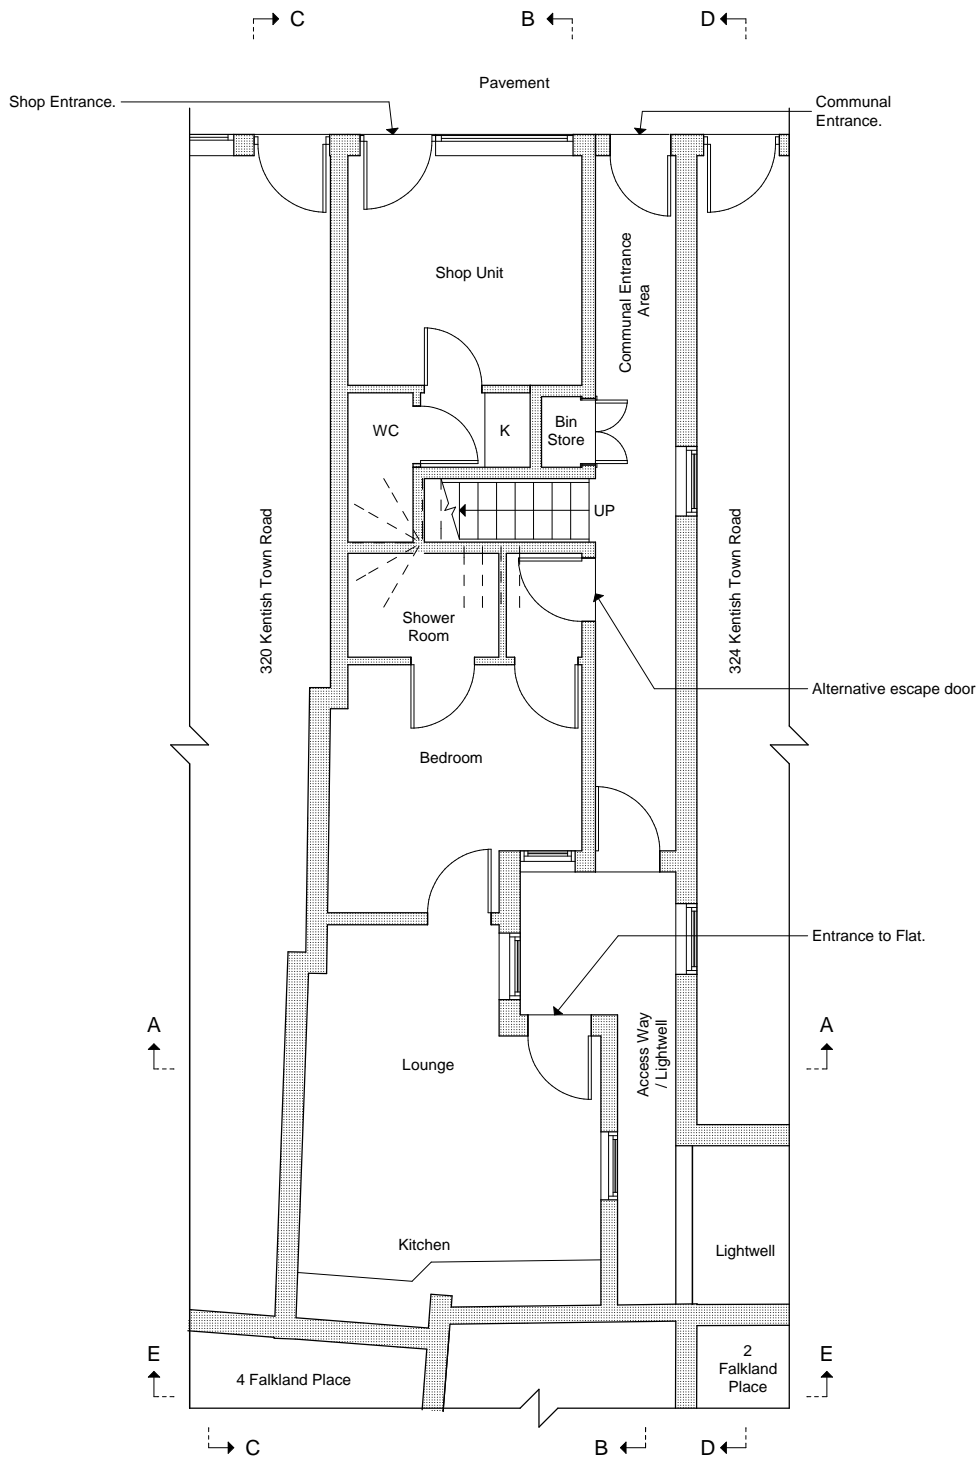 C
B
D
Pavement
Shop Entrance.
Communal
Entrance.
Shop Unit
Communal Entrance
Area
WC
K
Bin
Store
UP
320 Kentish Town Road
324 Kentish Town Road
Shower
Room
Alternative escape door
Bedroom
Entrance to Flat.
A
A
Lounge
Access Way
/ Lightwell
Kitchen
Lightwell
E
4 Falkland Place
2
Falkland
Place
E
C
B
D